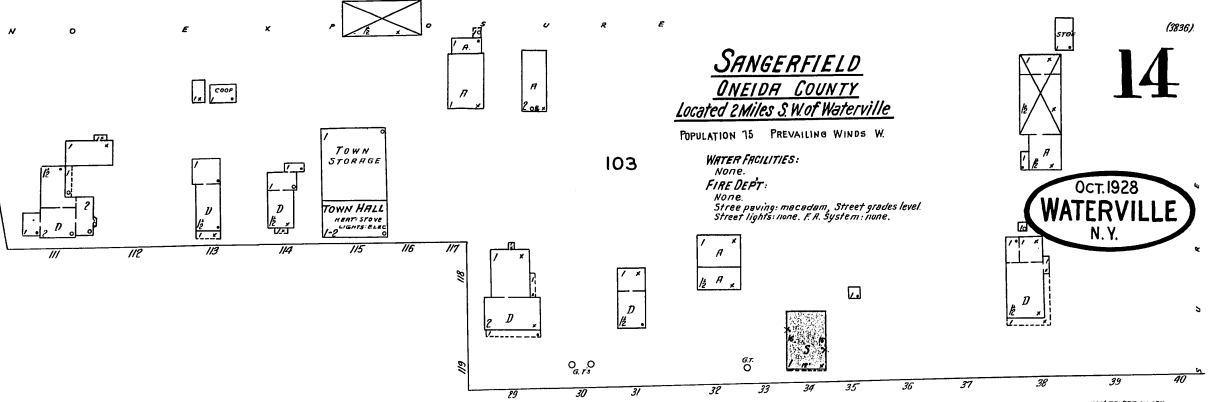 N O E X P O S U R E
(3836)
14
SANGERFIELD
ONEIDA COUNTY
Located 2 Miles S.W. of Waterville
POPULATION 75 PREVAILING WINDS W.
WATER FACILITIES:
None.
FIRE DEP'T:
None.
Stree paving: macadam, Street grades level.
Street lights: none. F.A. System: none.
103
OCT. 1928
WATERVILLE
N.Y.
STO.
COOP
A
A
A
A
TOWN
STORAGE
TOWN HALL
HEAT: STOVE
LIGHTS: ELEC
1-2
D
D
D
111 112 113 114 115 116 117
118
119
D
D
A
A
S
D
G.T.S
G.T.
29 30 31 32 33 34 35 36 37 38 39 40